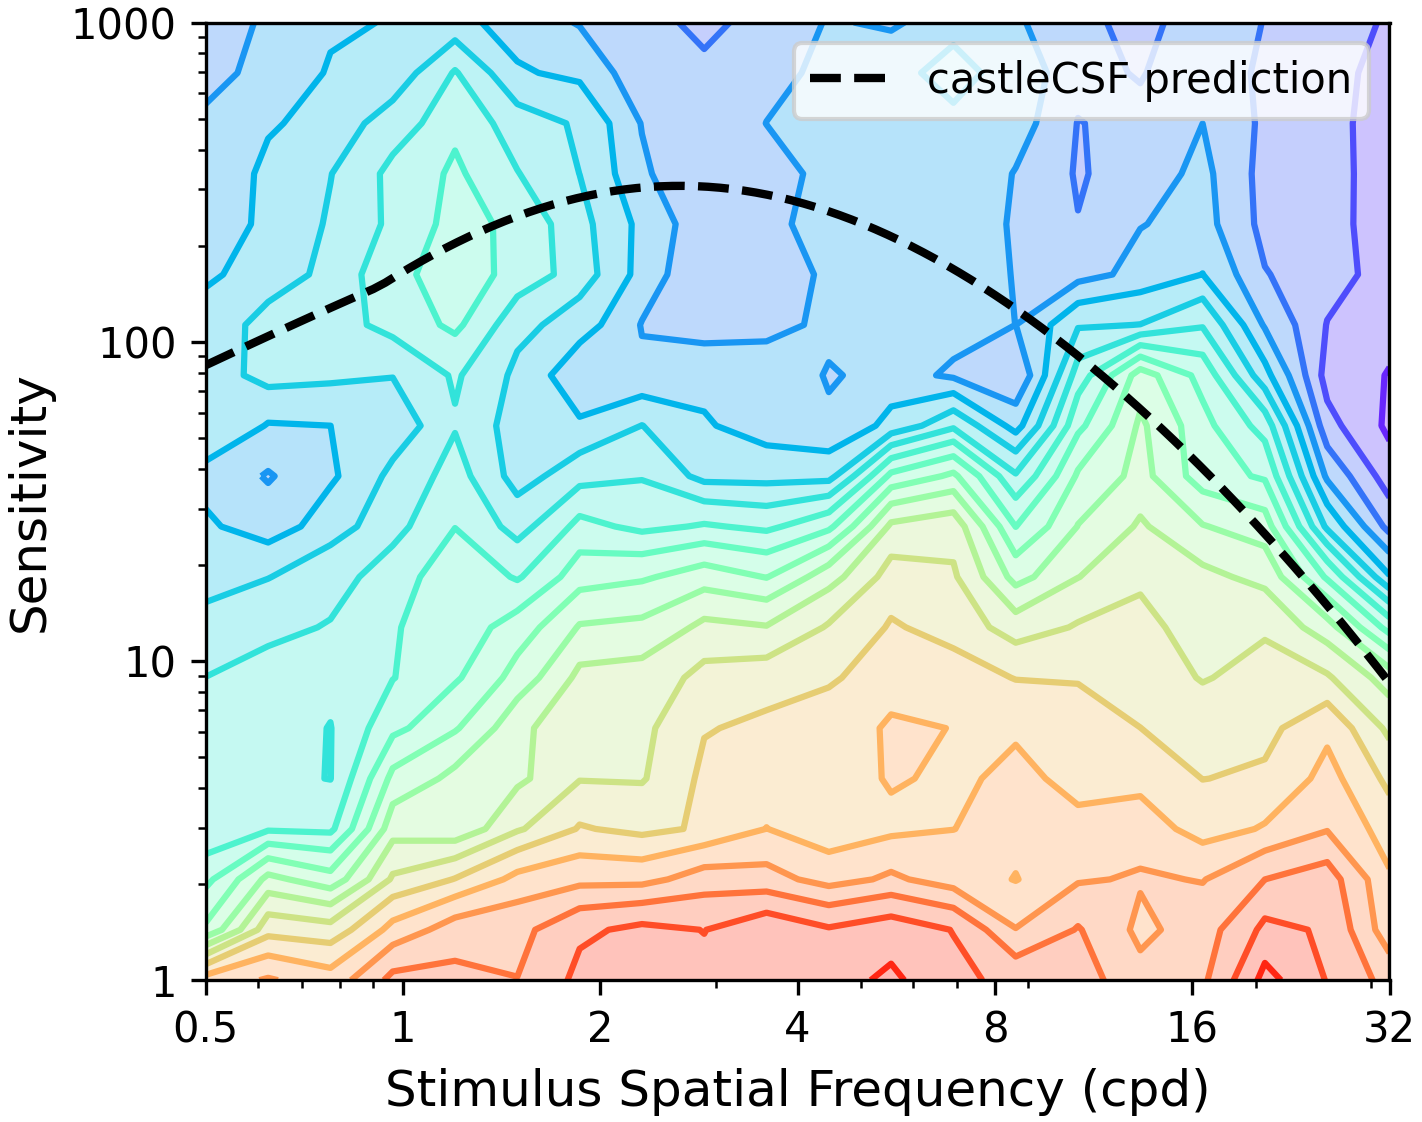 1000
castleCSF prediction
100
Sensitivity
10
1
0.5 1 2 4 8 16 32
Stimulus Spatial Frequency (cpd)